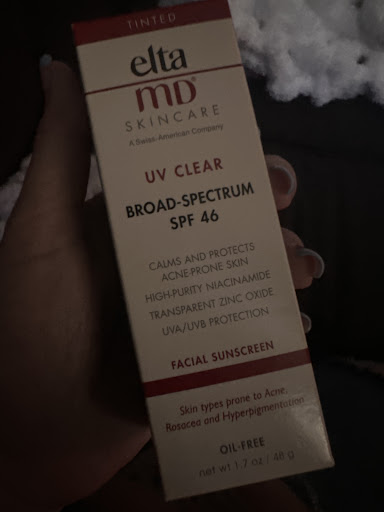 TINTED
elta
MD®
SKINCARE
A Swiss-American Company
UV CLEAR
BROAD-SPECTRUM
SPF 46
CALMS AND PROTECTS
ACNE-PRONE SKIN
HIGH-PURITY NIACINAMIDE
TRANSPARENT ZINC OXIDE
UVA/UVB PROTECTION
FACIAL SUNSCREEN
Skin types prone to Acne,
Rosacea and Hyperpigmentation
OIL-FREE
net wt 1.7 oz / 48 g